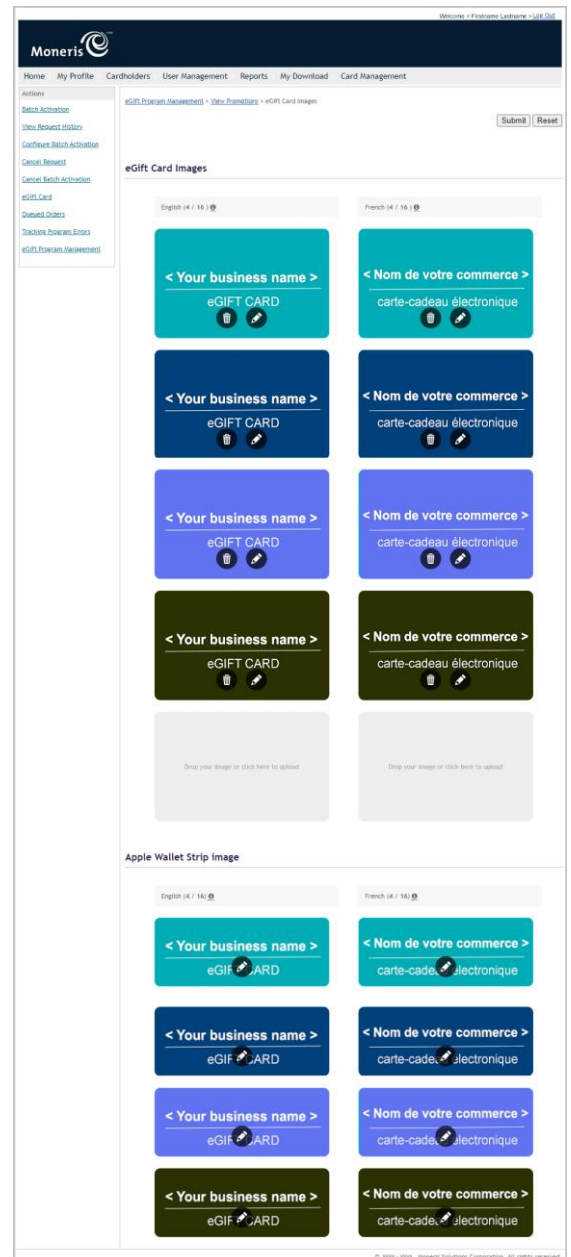 Welcome < Firstname Lastname > Log Out
Moneris
Home My Profile Cardholders User Management Reports My Download Card Management
Actions
Batch Activation
View Request History
Configure Batch Activation
Cancel Request
Cancel Batch Activation
eGift Card
Queued Orders
Tracking Program Errors
eGift Program Management
eGift Program Management > View Promotions > eGift Card Images
Submit Reset
eGift Card Images
English (4 / 16 ) French (4 / 16 )
< Your business name > < Nom de votre commerce >
eGIFT CARD carte-cadeau électronique
< Your business name > < Nom de votre commerce >
eGIFT CARD carte-cadeau électronique
< Your business name > < Nom de votre commerce >
eGIFT CARD carte-cadeau électronique
< Your business name > < Nom de votre commerce >
eGIFT CARD carte-cadeau électronique
Drop your image or click here to upload Drop your image or click here to upload
Apple Wallet Strip image
English (4 / 16) French (4 / 16)
< Your business name > < Nom de votre commerce >
< Your business name > < Nom de votre commerce >
< Your business name > < Nom de votre commerce >
< Your business name > < Nom de votre commerce >
Moneris Solutions Corporation. All rights reserved.